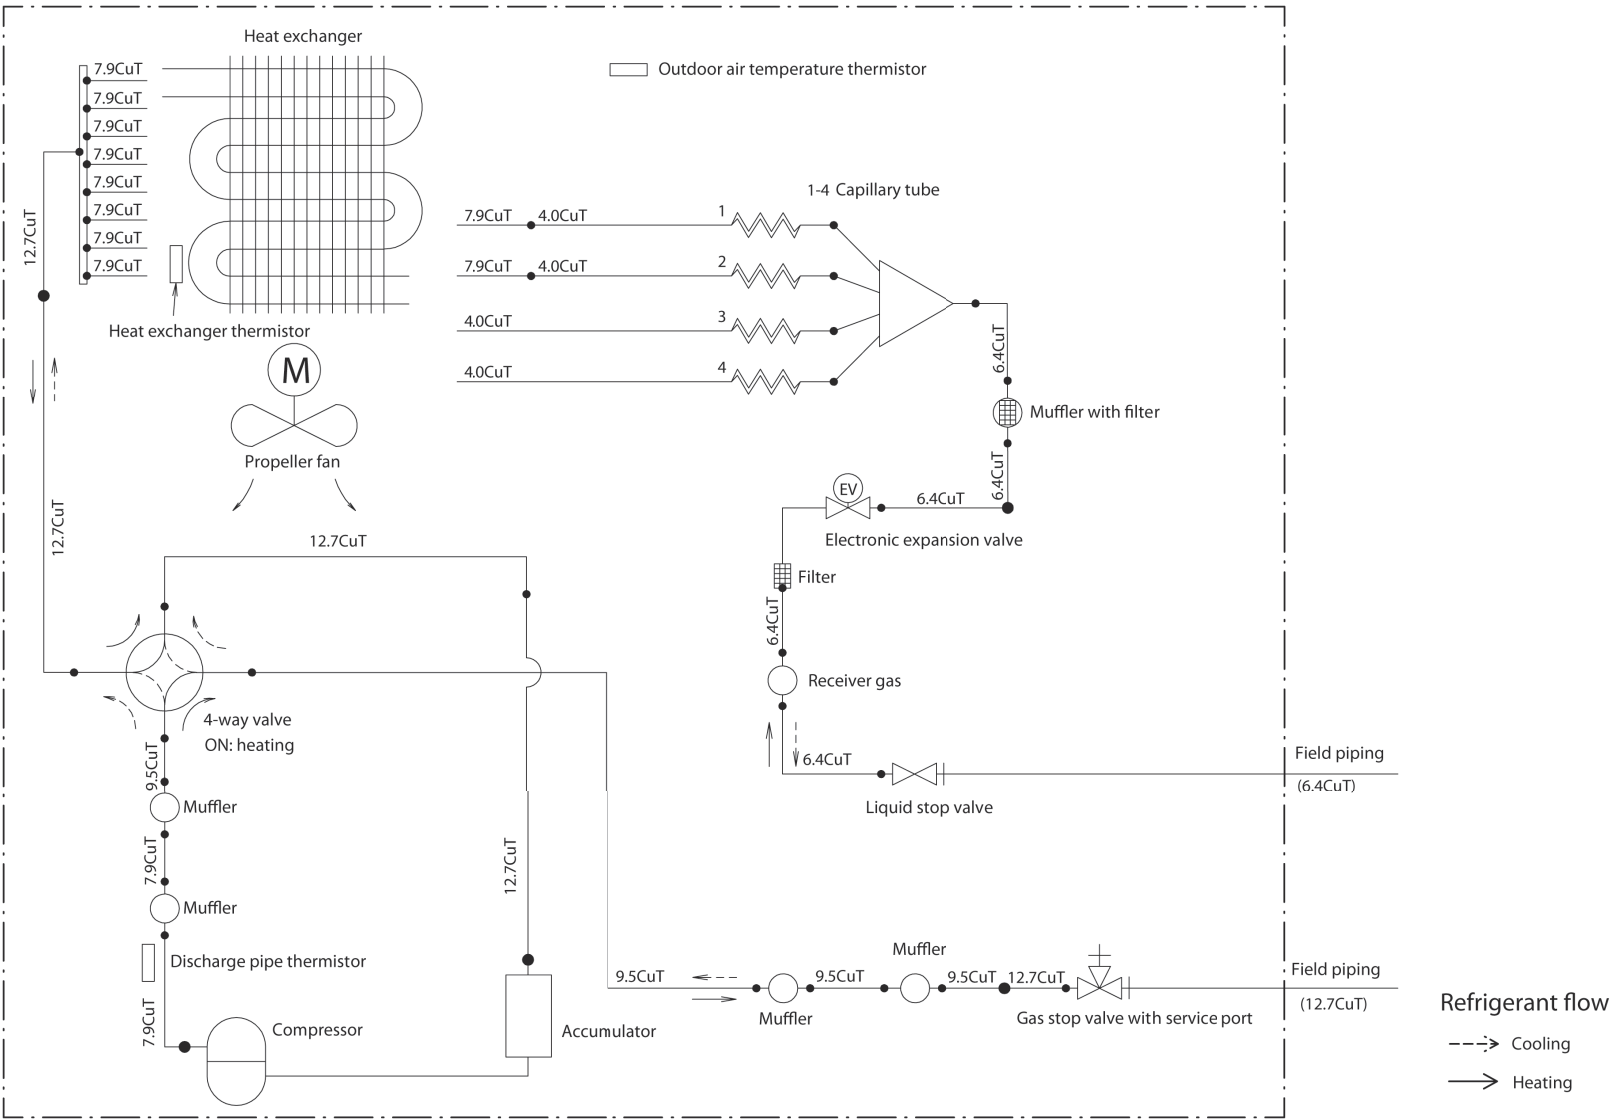 Heat exchanger
7.9CuT
7.9CuT
7.9CuT
7.9CuT
7.9CuT
7.9CuT
7.9CuT
7.9CuT
12.7CuT
Heat exchanger thermistor
Outdoor air temperature thermistor
1-4 Capillary tube
7.9CuT 4.0CuT 1
7.9CuT 4.0CuT 2
4.0CuT 3
4.0CuT 4
6.4CuT
Muffler with filter
6.4CuT
M
Propeller fan
EV
6.4CuT
Electronic expansion valve
Filter
6.4CuT
Receiver gas
6.4CuT
Liquid stop valve
Field piping
(6.4CuT)
12.7CuT
12.7CuT
4-way valve
ON: heating
9.5CuT
Muffler
7.9CuT
Muffler
Discharge pipe thermistor
7.9CuT
Compressor
12.7CuT
Accumulator
9.5CuT
Muffler
9.5CuT
Muffler
9.5CuT
12.7CuT
Gas stop valve with service port
Field piping
(12.7CuT)
Refrigerant flow
Cooling
Heating